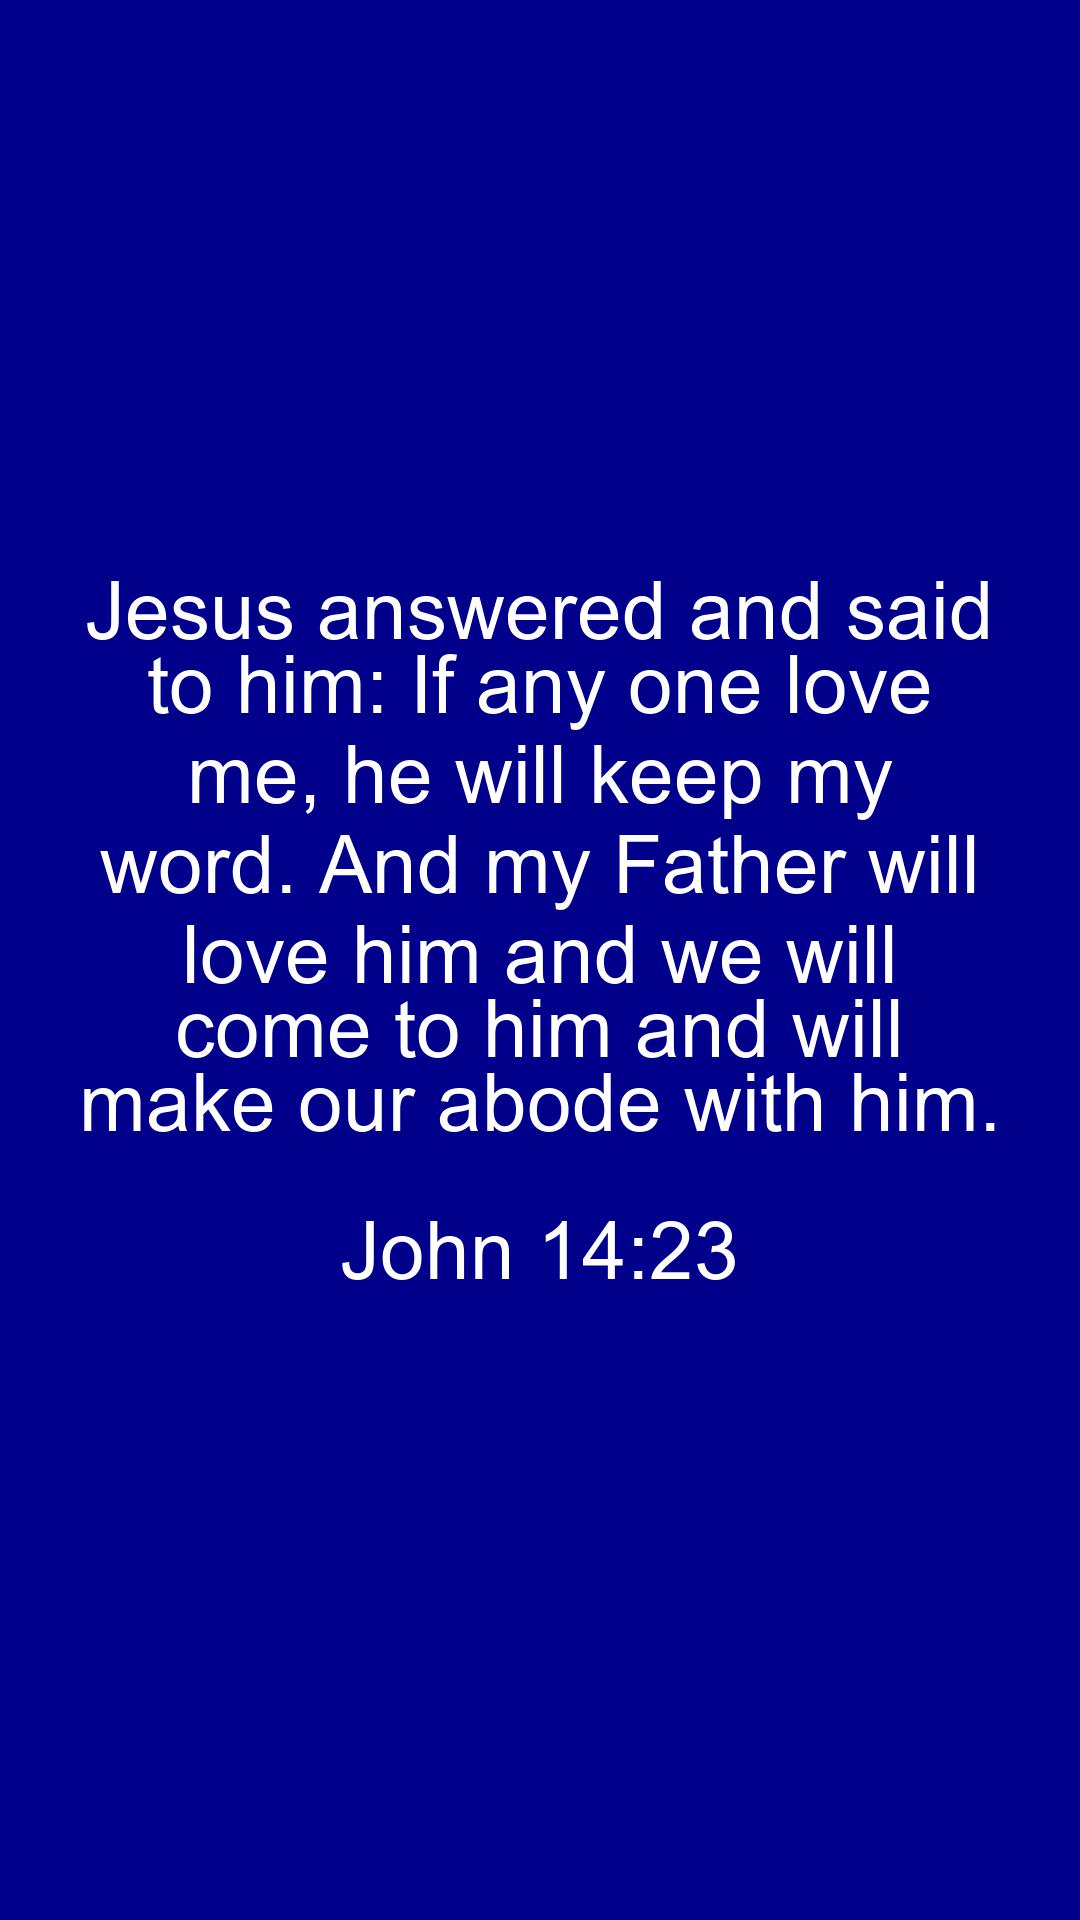 Jesus answered and said
to him: If any one love
me, he will keep my
word. And my Father will
love him and we will
come to him and will
make our abode with him.
John 14:23